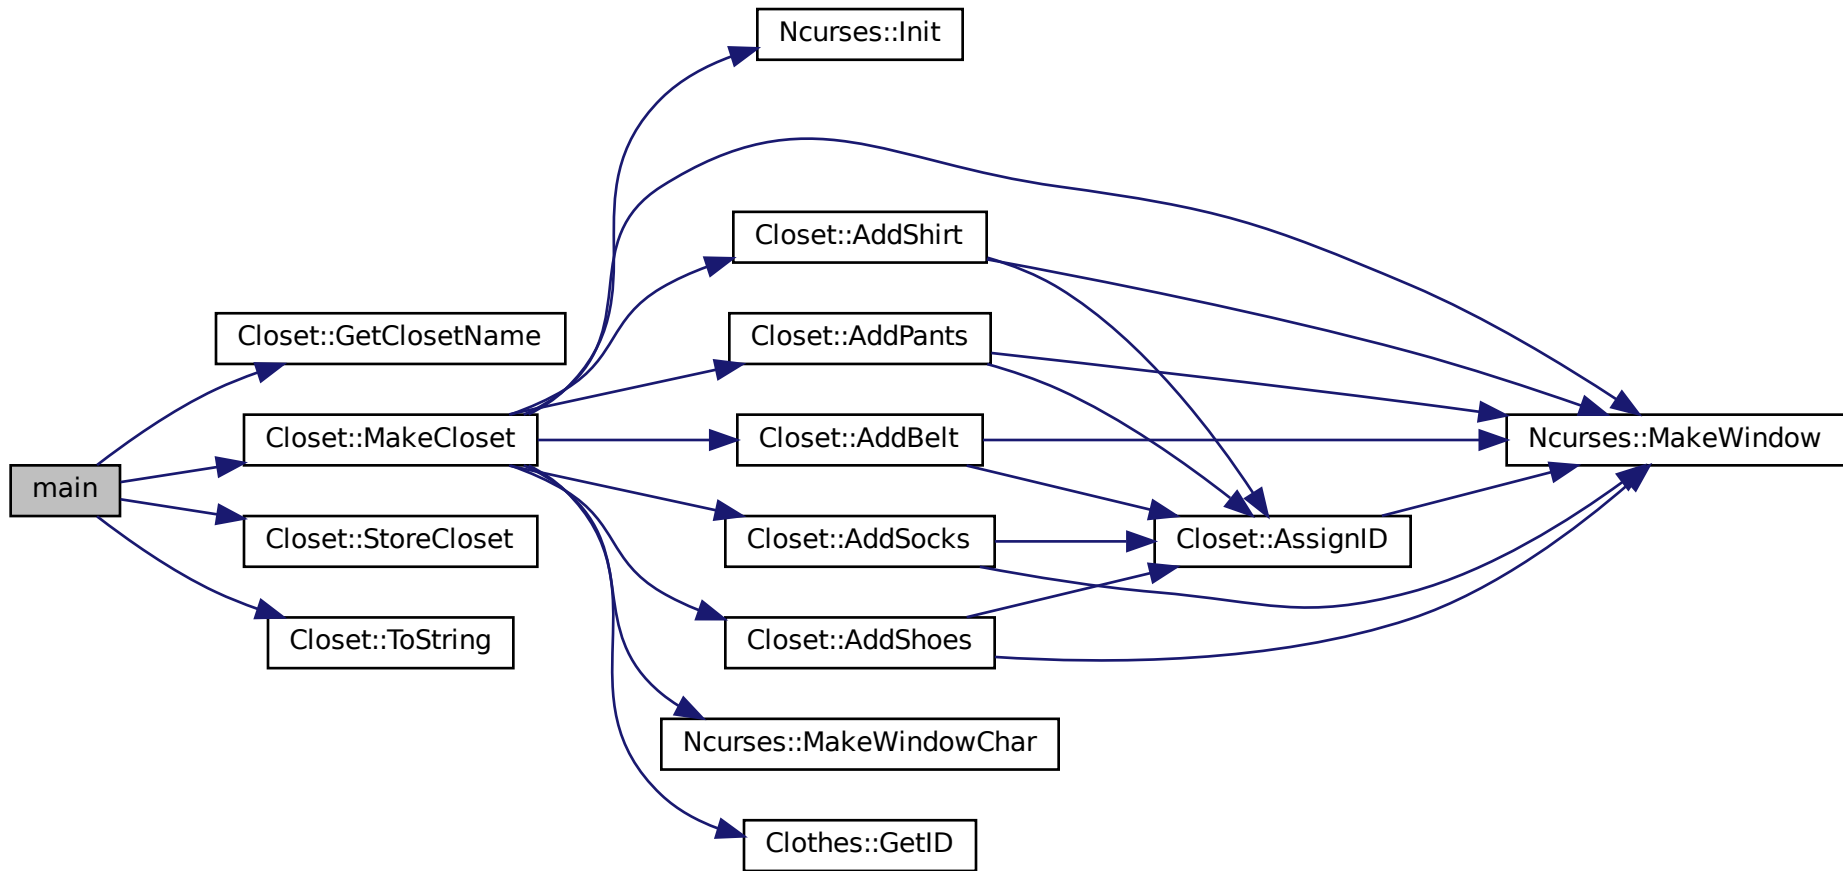 Ncurses::Init
Closet::AddShirt
Closet::GetClosetName
Closet::AddPants
Closet::MakeCloset
Closet::AddBelt
Ncurses::MakeWindow
main
Closet::StoreCloset
Closet::AddSocks
Closet::AssignID
Closet::ToString
Closet::AddShoes
Ncurses::MakeWindowChar
Clothes::GetID